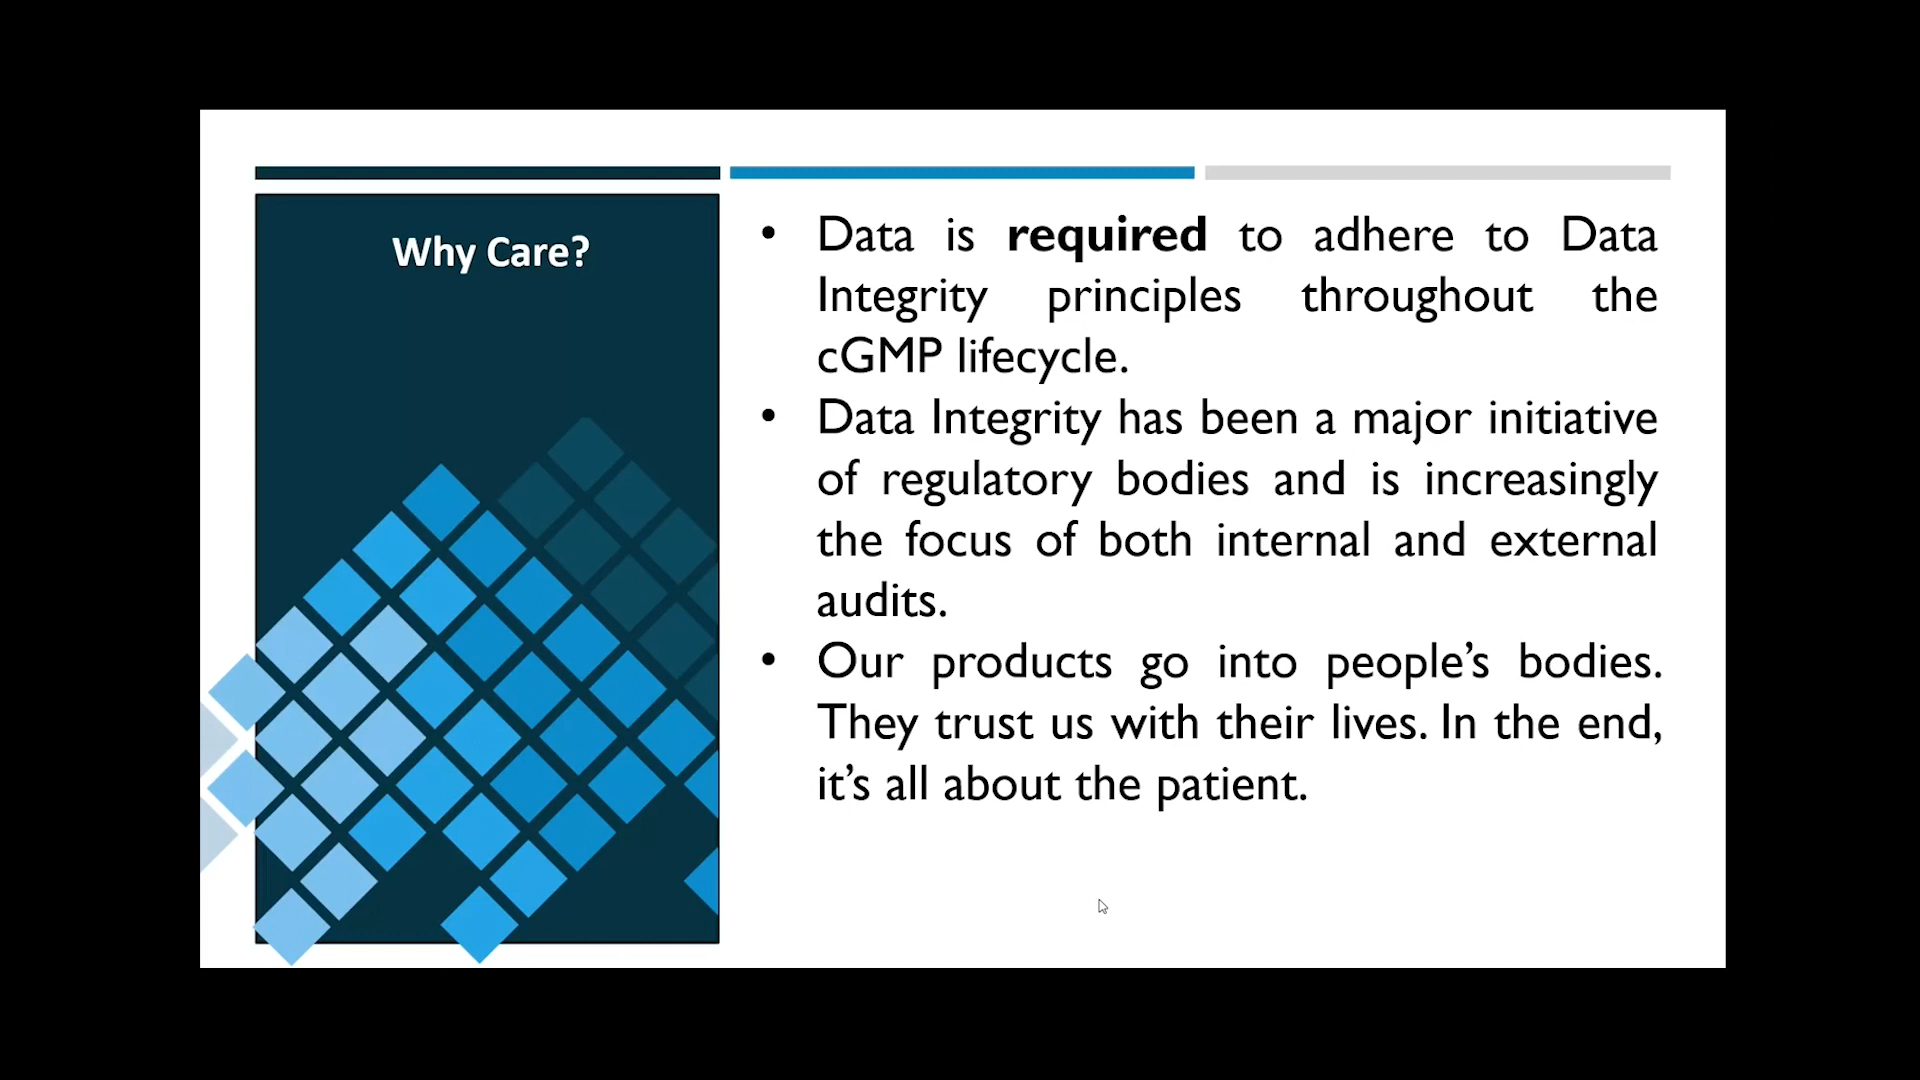 Why Care?
• Data is required to adhere to Data
Integrity principles throughout the
cGMP lifecycle.
• Data Integrity has been a major initiative
of regulatory bodies and is increasingly
the focus of both internal and external
audits.
• Our products go into people’s bodies.
They trust us with their lives. In the end,
it’s all about the patient.